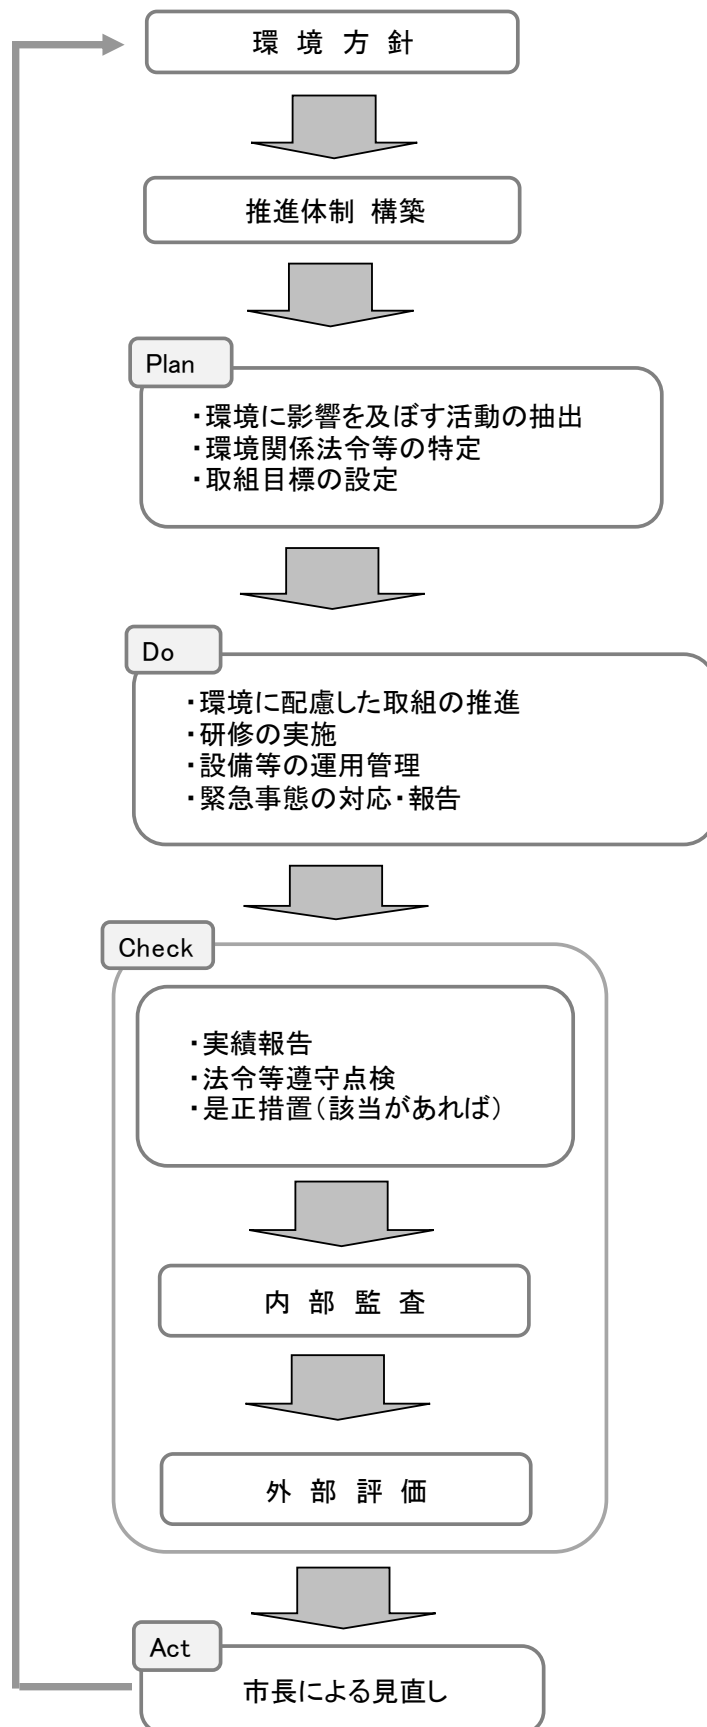 環 境 方 針
推進体制 構築
Plan
・環境に影響を及ぼす活動の抽出
・環境関係法令等の特定
・取組目標の設定
Do
・環境に配慮した取組の推進
・研修の実施
・設備等の運用管理
・緊急事態の対応・報告
Check
・実績報告
・法令等遵守点検
・是正措置（該当があれば）
内 部 監 査
外 部 評 価
Act
市長による見直し